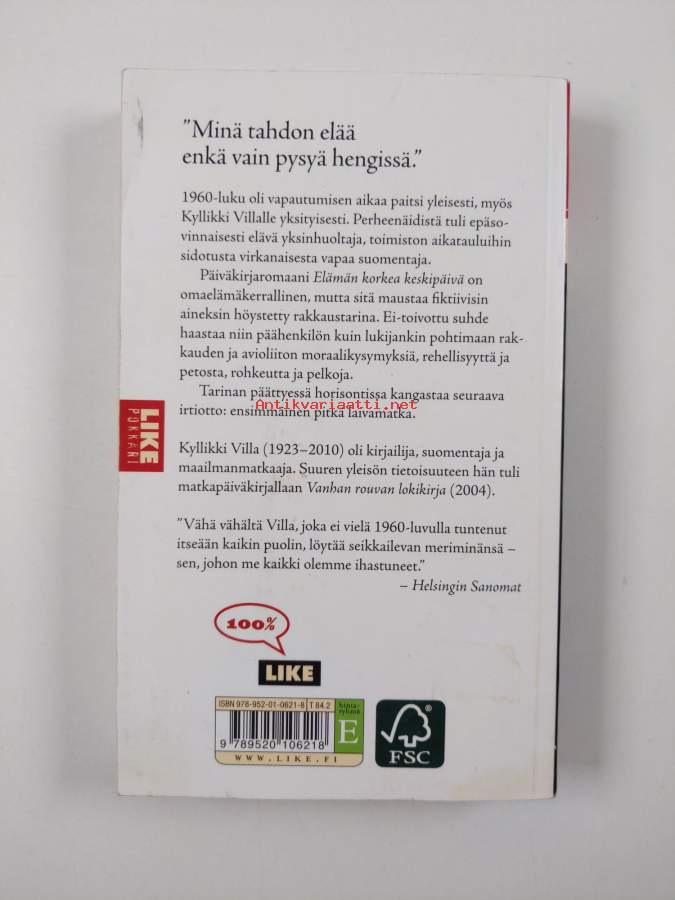 ”Minä tahdon elää
enkä vain pysyä hengissä.”
1960-luku oli vapautumisen aikaa paitsi yleisesti, myös
Kyllikki Villalle yksityisesti. Perheenäidistä tuli epäso-
vinnaisesti elävä yksinhuoltaja, toimiston aikatauluihin
sidotusta virkanaisesta vapaa suomentaja.
Päiväkirjaromaani Elämän korkea keskipäivä on
omaelämäkerrallinen, mutta sitä maustaa fiktiivisin
aineksin höystetty rakkaustarina. Ei-toivottu suhde
haastaa niin päähenkilön kuin lukijankin pohtimaan rak-
kauden ja avioliiton moraalikysymyksiä, rehellisyyttä ja
petosta, rohkeutta ja pelkoja.
Tarinan päättyessä horisontissa kangastaa seuraava
irtiotto: ensimmäinen pitkä laivamatka.
Antikvariaatti.net
LIKE
POKKARI
Kyllikki Villa (1923–2010) oli kirjailija, suomentaja ja
maailmanmatkaaja. Suuren yleisön tietoisuuteen hän tuli
matkapäiväkirjallaan Vanhan rouvan lokikirja (2004).
”Vähä vähältä Villa, joka ei vielä 1960-luvulla tuntenut
itseään kaikin puolin, löytää seikkailevan meriminänsä –
sen, johon me kaikki olemme ihastuneet.”
– Helsingin Sanomat
100%
LIKE
ISBN 978-952-01-0621-8 T. 84.2
9 789520 106218
WWW.LIKE.FI
hinta-
ryhmä
E
FSC